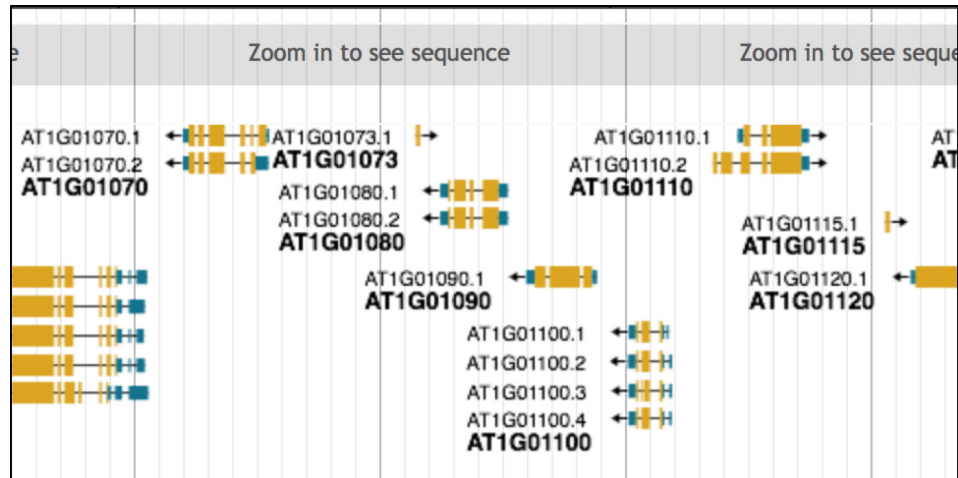 e
Zoom in to see sequence
Zoom in to see seque
AT1G01070.1
AT1G01070.2
AT1G01070
AT1G01073.1
AT1G01073
AT1G01080.1
AT1G01080.2
AT1G01080
AT1G01090.1
AT1G01090
AT1G01100.1
AT1G01100.2
AT1G01100.3
AT1G01100.4
AT1G01100
AT1G01110.1
AT1G01110.2
AT1G01110
AT1G01115.1
AT1G01115
AT1G01120.1
AT1G01120
AT
AT